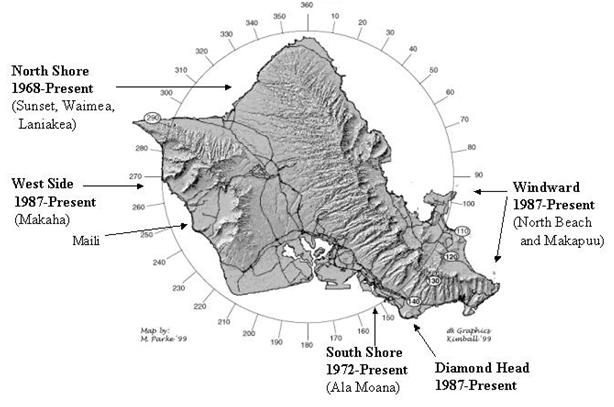 North Shore
1968-Present
(Sunset, Waimea,
Laniakea)
West Side
1987-Present
(Makaha)
Maili
Windward
1987-Present
(North Beach
and Makapuu)
South Shore
1972-Present
(Ala Moana)
Diamond Head
1987-Present
Map by:
M. Parke '99
dk Graphics
Kimball '99
360
10
20
30
40
50
60
70
80
90
100
110
120
130
140
150
160
170
180
190
200
210
220
230
240
250
260
270
280
290
300
310
320
330
340
350